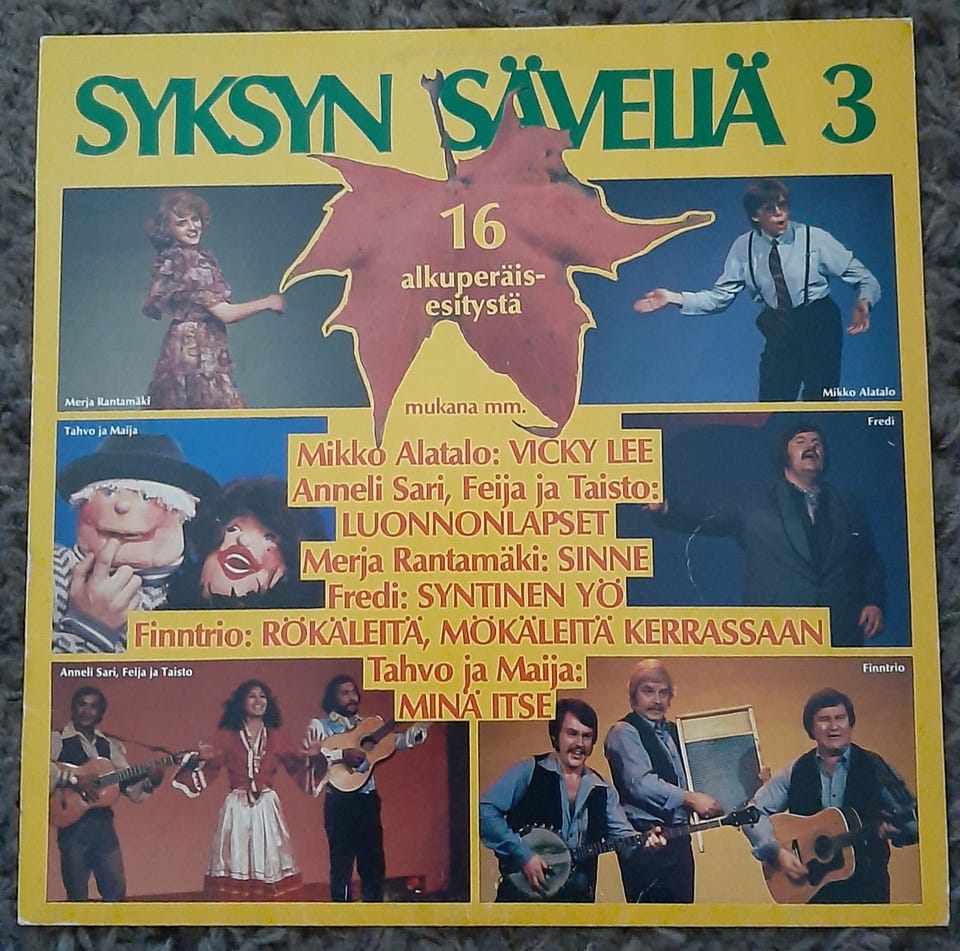 SYKSYN SÄVELIÄ 3
16
alkuperäis-
esitystä
Merja Rantamäki
Mikko Alatalo
mukana mm.
Tahvo ja Maija
Fredi
Mikko Alatalo: VICKY LEE
Anneli Sari, Feija ja Taisto:
LUONNONLAPSET
Merja Rantamäki: SINNE
Fredi: SYNTINEN YÖ
Finntrio: RÖKÄLEITÄ, MÖKÄLEITÄ KERRASSAAN
Tahvo ja Maija:
MINÄ ITSE
Anneli Sari, Feija ja Taisto
Finntrio